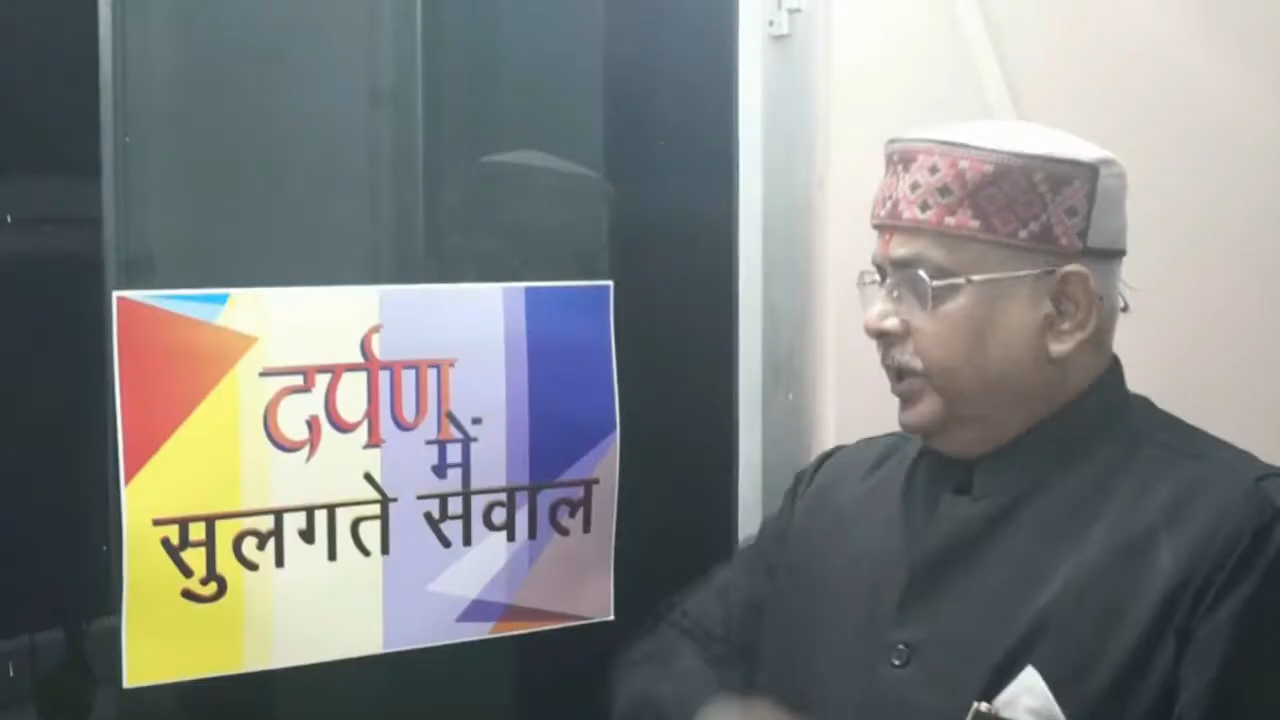 दर्पण
में
सुलगते सवाल